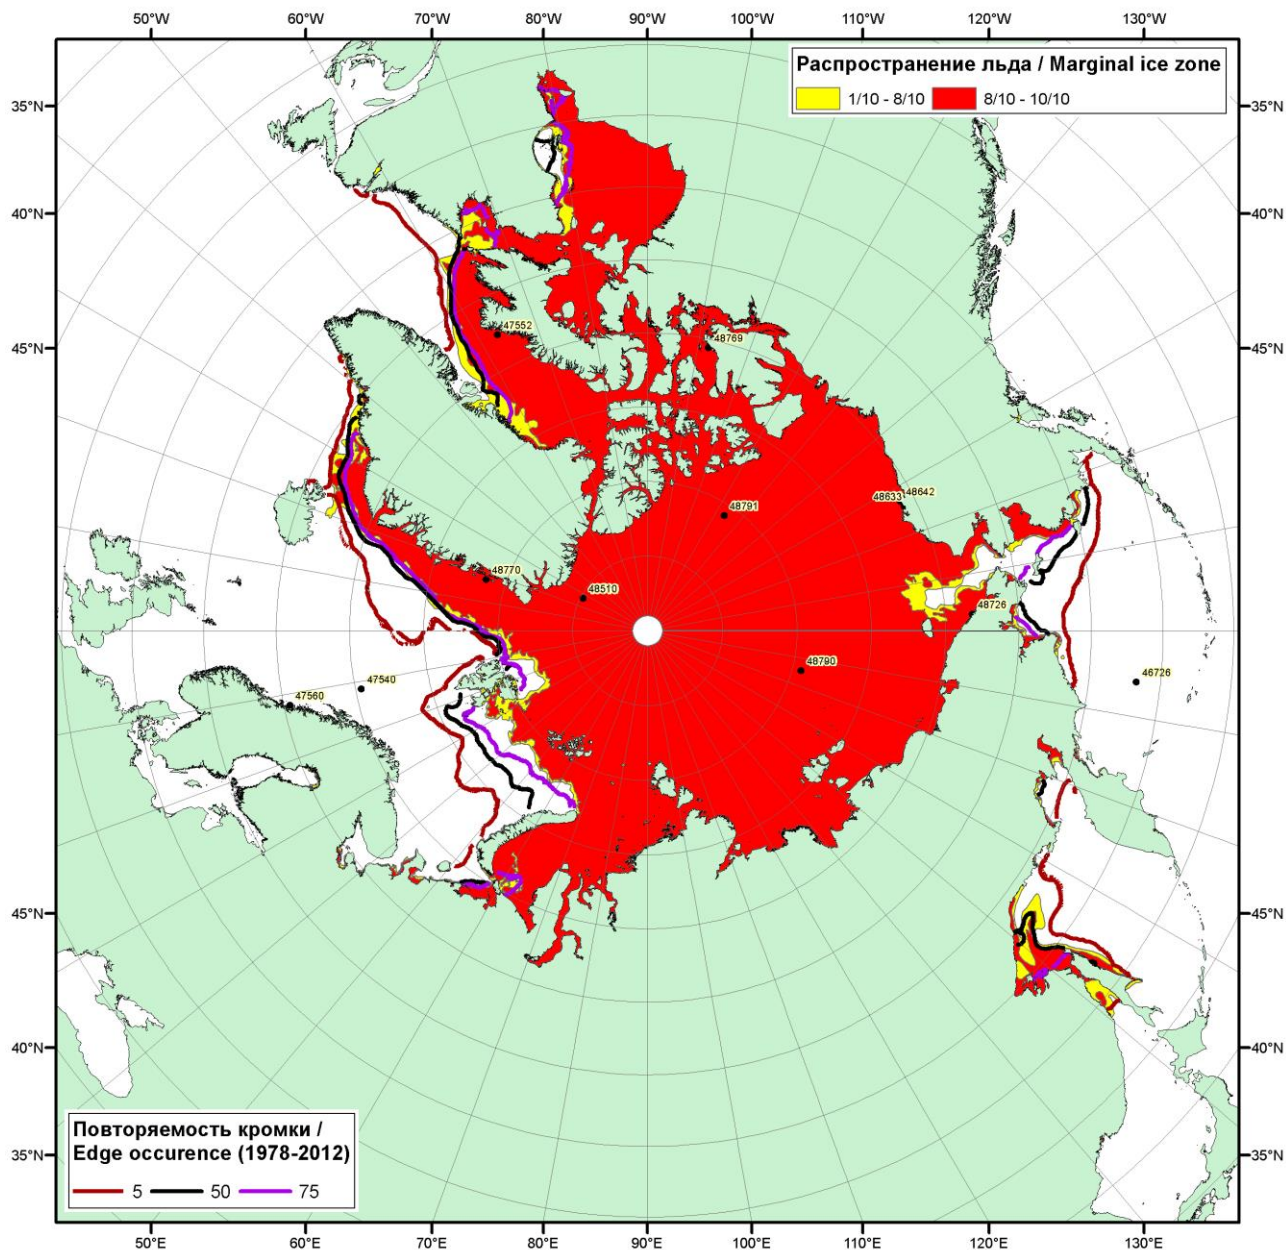 50°W 60°W 70°W 80°W 90°W 100°W 110°W 120°W 130°W
Распространение льда / Marginal ice zone
1/10 - 8/10 8/10 - 10/10
35°N 35°N
40°N 40°N
47552
48769
45°N 45°N
48633 48642
48791
48770
48510
48726
48790
47540
46726
47560
45°N 45°N
40°N 40°N
Повторяемость кромки /
Edge occurence (1978-2012)
35°N 35°N
5 50 75
50°E 60°E 70°E 80°E 90°E 100°E 110°E 120°E 130°E